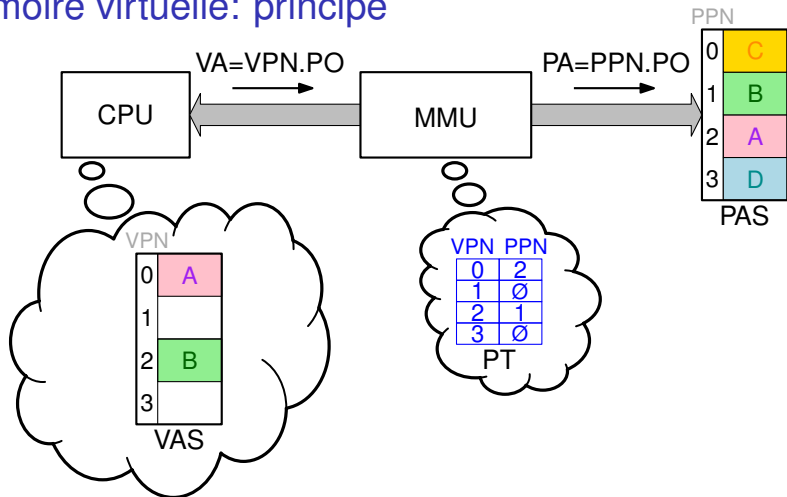 moire virtuelle: principe
PPN
VA=VPN.PO
PA=PPN.PO
CPU
MMU
0 C
1 B
2 A
3 D
PAS
VPN
0 A
1
2 B
3
VAS
VPN PPN
0 2
1 Ø
2 1
3 Ø
PT